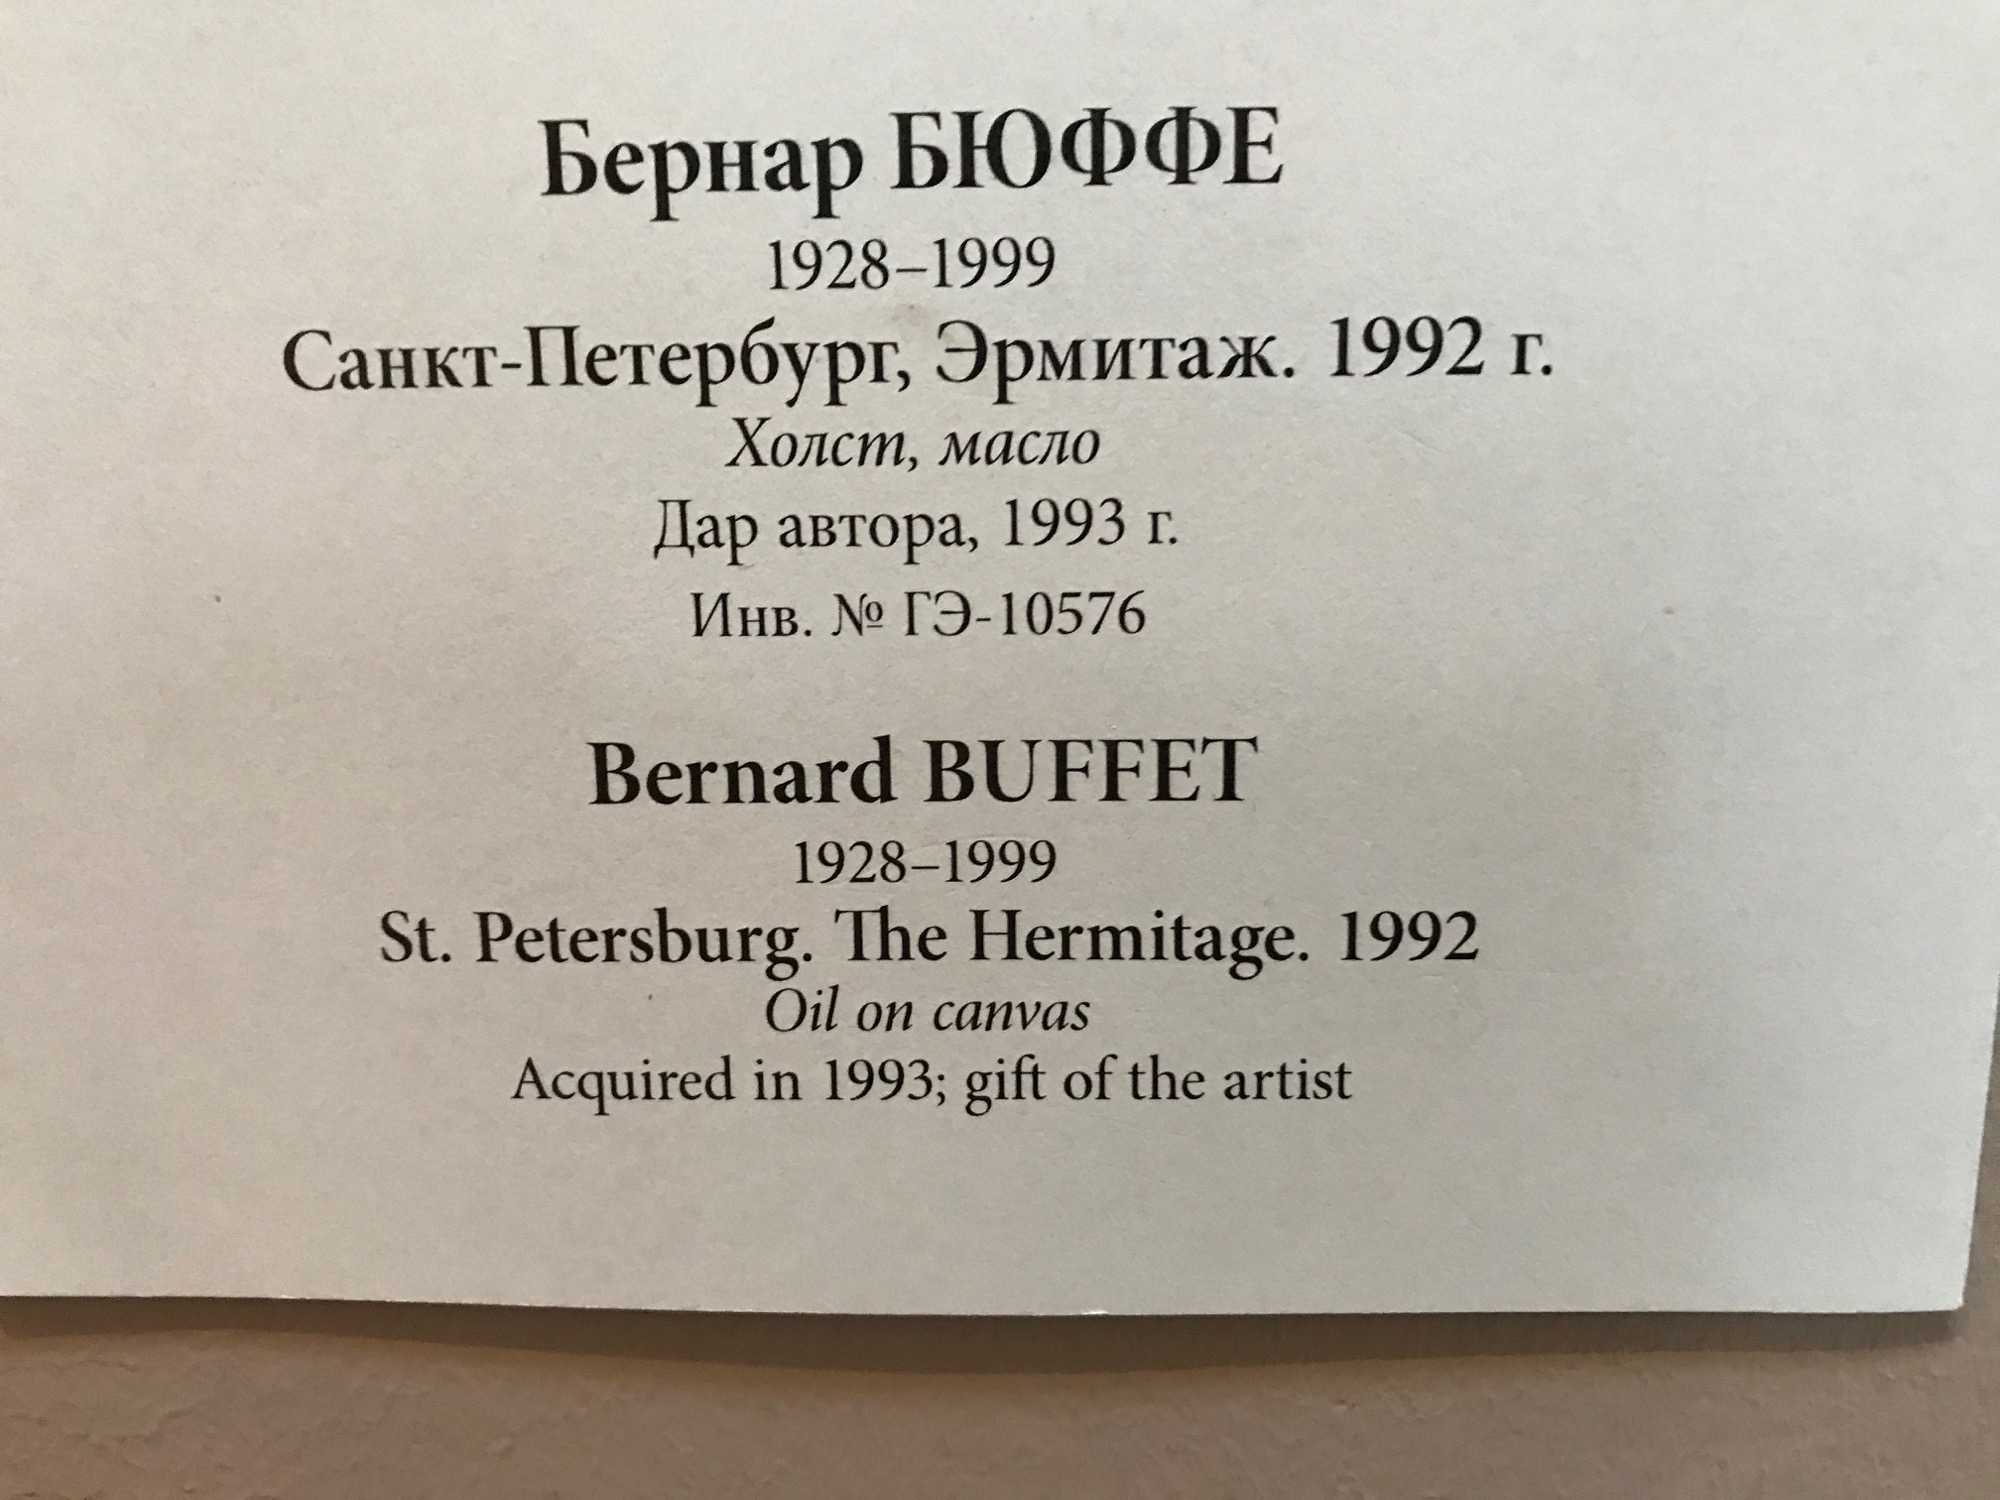 Бернар БЮФФЕ
1928–1999
Санкт-Петербург, Эрмитаж. 1992 г.
Холст, масло
Дар автора, 1993 г.
Инв. № ГЭ-10576
Bernard BUFFET
1928–1999
St. Petersburg. The Hermitage. 1992
Oil on canvas
Acquired in 1993; gift of the artist